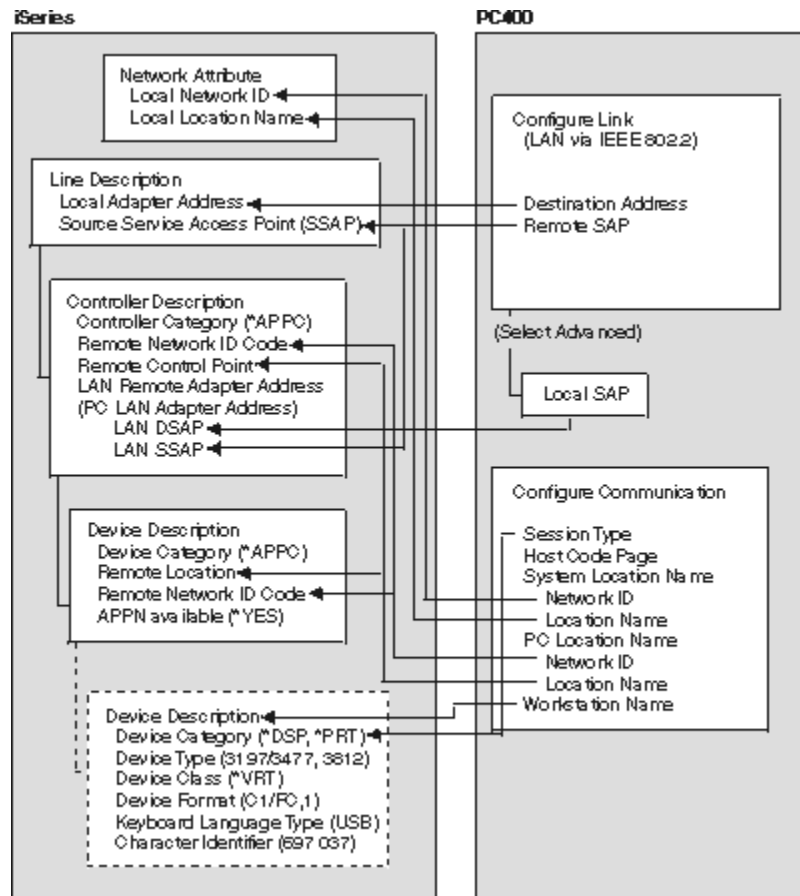 iSeries
Network Attribute
Local Network ID
Local Location Name
Line Description
Local Adapter Address
Source Service Access Point (SSAP)
Controller Description
Controller Category (*APPC)
Remote Network ID Code
Remote Control Point
LAN Remote Adapter Address
(PC LAN Adapter Address)
LAN DSAP
LAN SSAP
Device Description
Device Category (*APPC)
Remote Location
Remote Network ID Code
APPN available (*YES)
Device Description
Device Category (*DSP, *PRT)
Device Type (3197/3477, 3812)
Device Class (*VRT)
Device Format (C1/FC,1)
Keyboard Language Type (USB)
Character Identifier (697 037)
PC400
Configure Link
(LAN via IEEE802.2)
Destination Address
Remote SAP
(Select Advanced)
Local SAP
Configure Communication
Session Type
Host Code Page
System Location Name
Network ID
Location Name
PC Location Name
Network ID
Location Name
Workstation Name